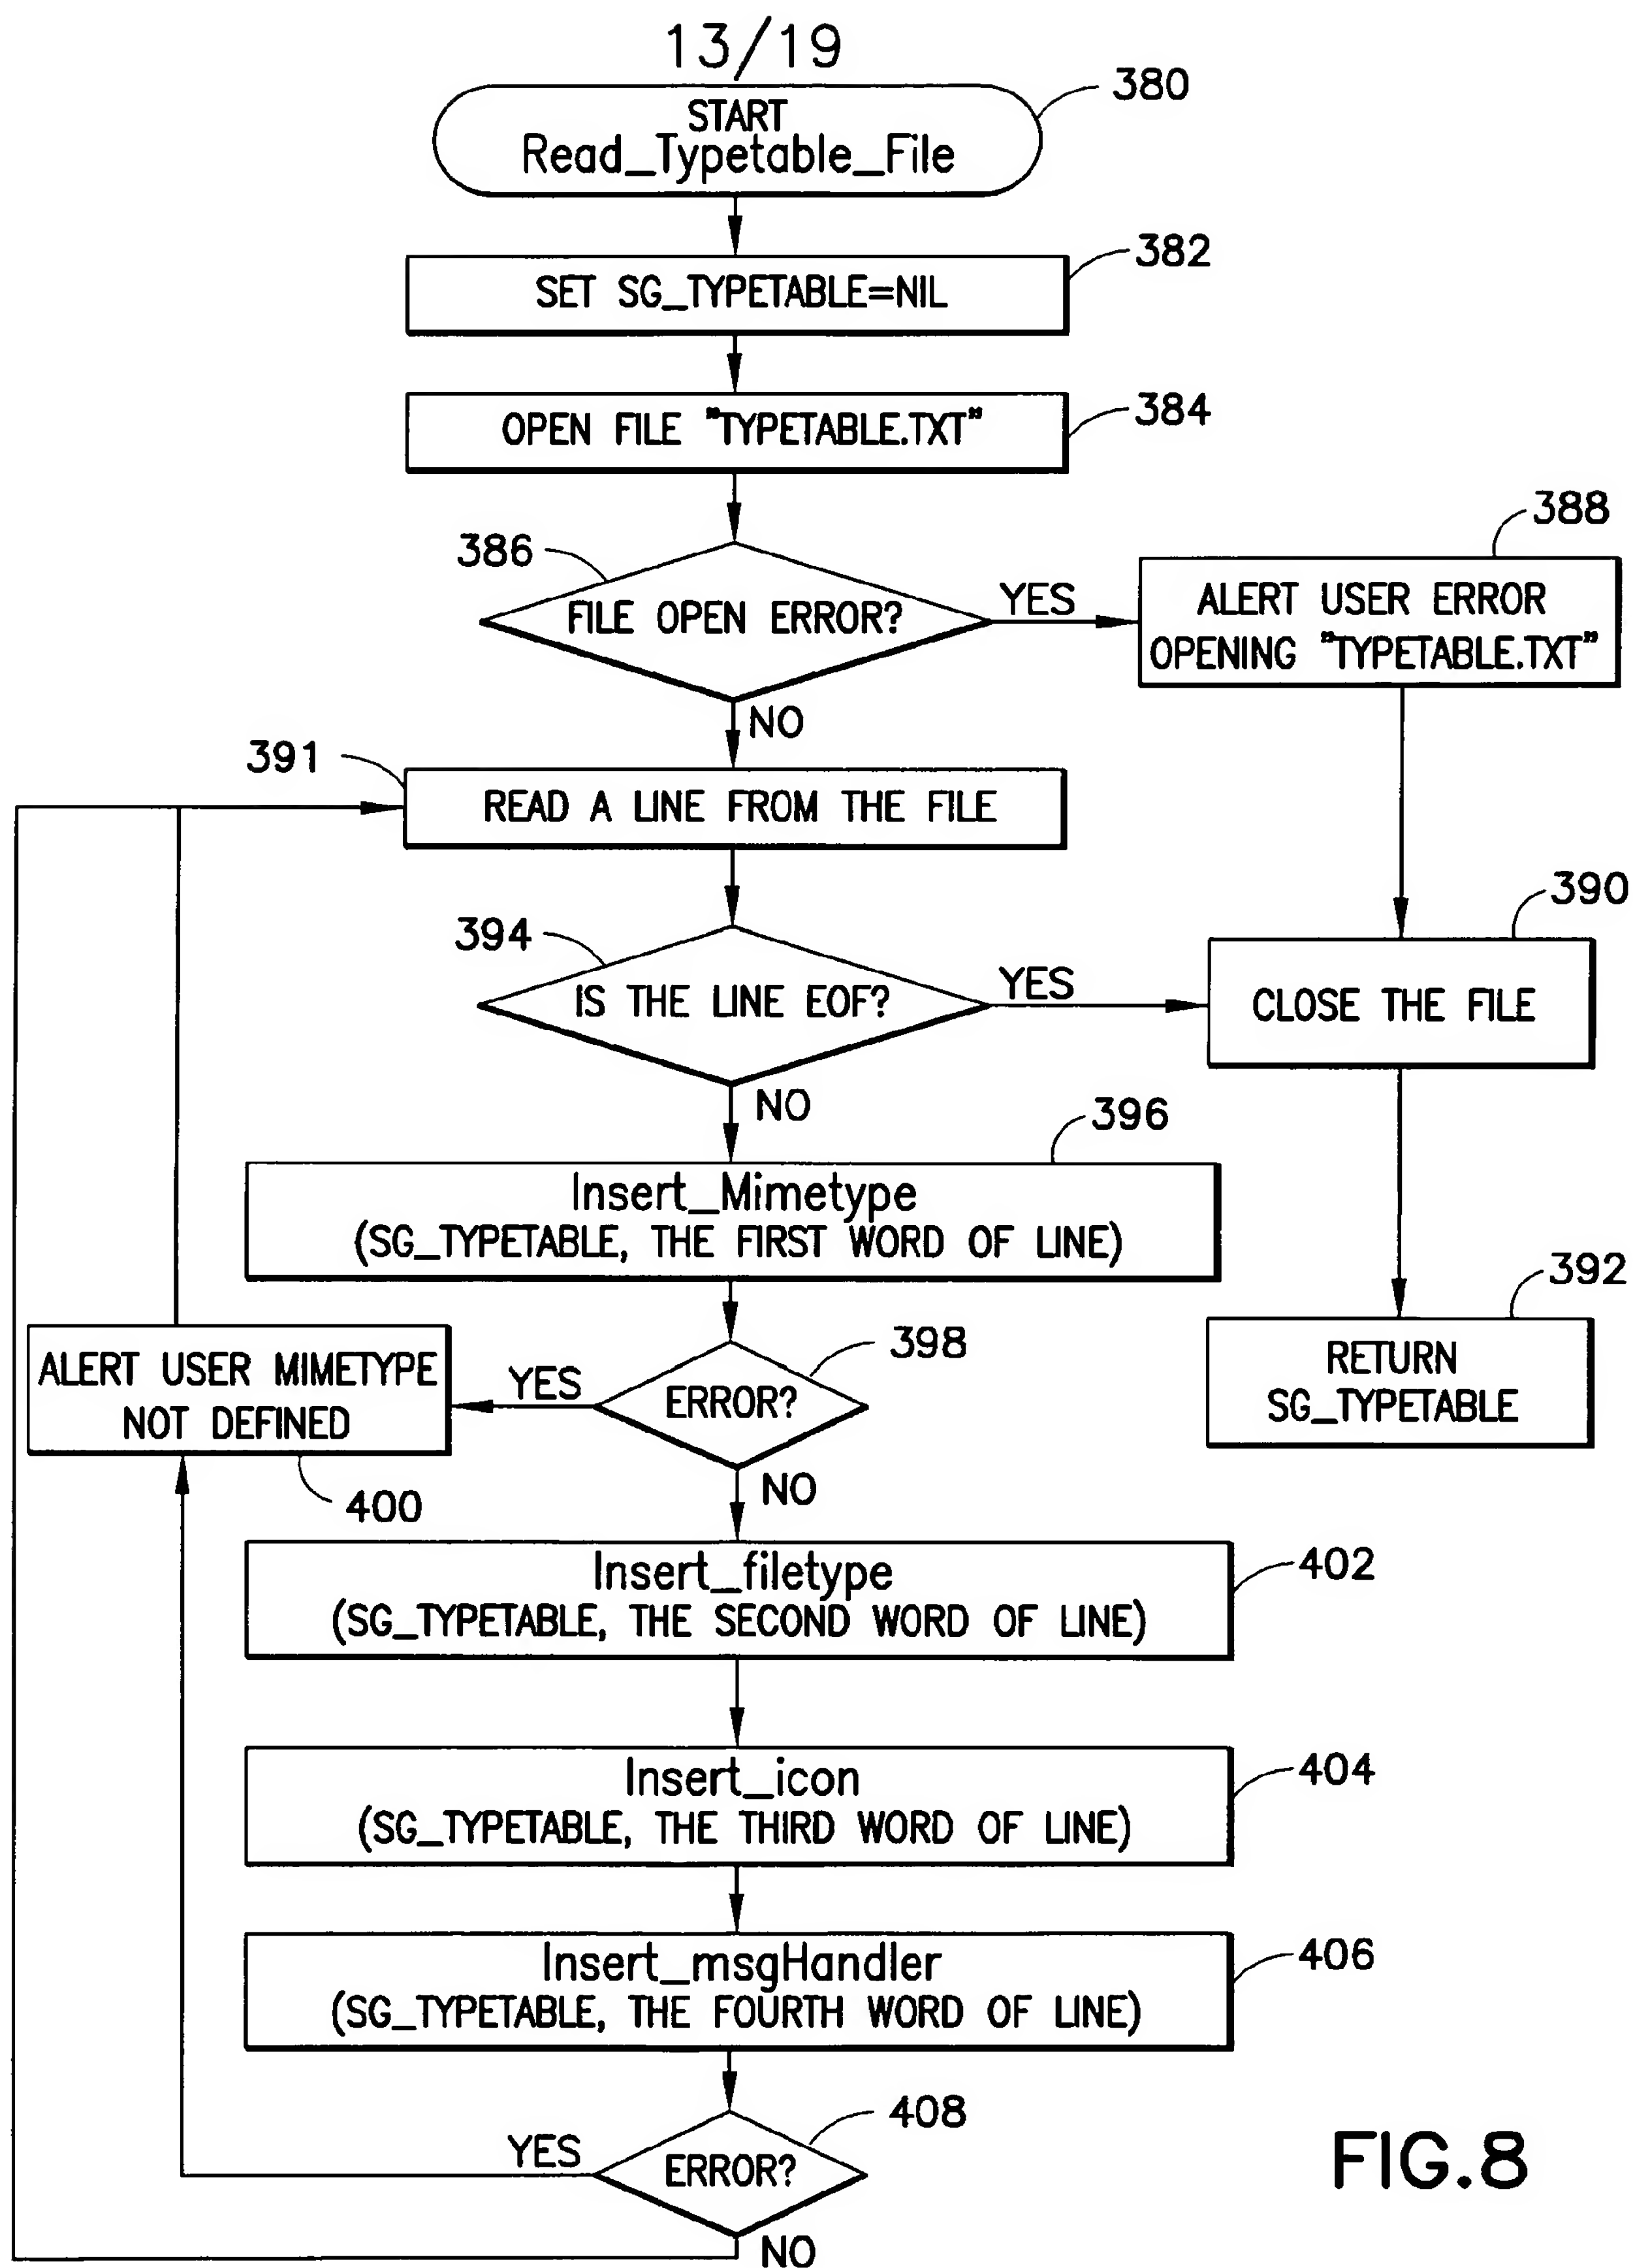 13/19
380
START
Read_Typetable_File
382
SET SG_TYPETABLE=NIL
384
OPEN FILE "TYPETABLE.TXT"
386
FILE OPEN ERROR?
YES
388
ALERT USER ERROR
OPENING "TYPETABLE.TXT"
NO
391
READ A LINE FROM THE FILE
394
IS THE LINE EOF?
YES
390
CLOSE THE FILE
NO
396
Insert_Mimetype
(SG_TYPETABLE, THE FIRST WORD OF LINE)
392
RETURN
SG_TYPETABLE
398
ERROR?
YES
ALERT USER MIMETYPE
NOT DEFINED
400
NO
402
Insert_filetype
(SG_TYPETABLE, THE SECOND WORD OF LINE)
404
Insert_icon
(SG_TYPETABLE, THE THIRD WORD OF LINE)
406
Insert_msgHandler
(SG_TYPETABLE, THE FOURTH WORD OF LINE)
408
YES
ERROR?
NO
FIG.8